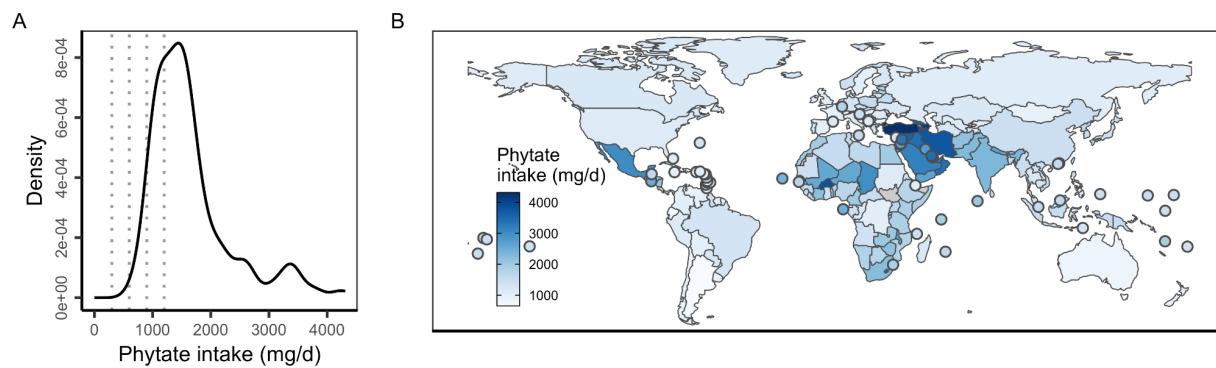 A
Density
0e+00
2e-04
4e-04
6e-04
8e-04
0
1000
2000
3000
4000
Phytate intake (mg/d)
B
Phytate
intake (mg/d)
4000
3000
2000
1000